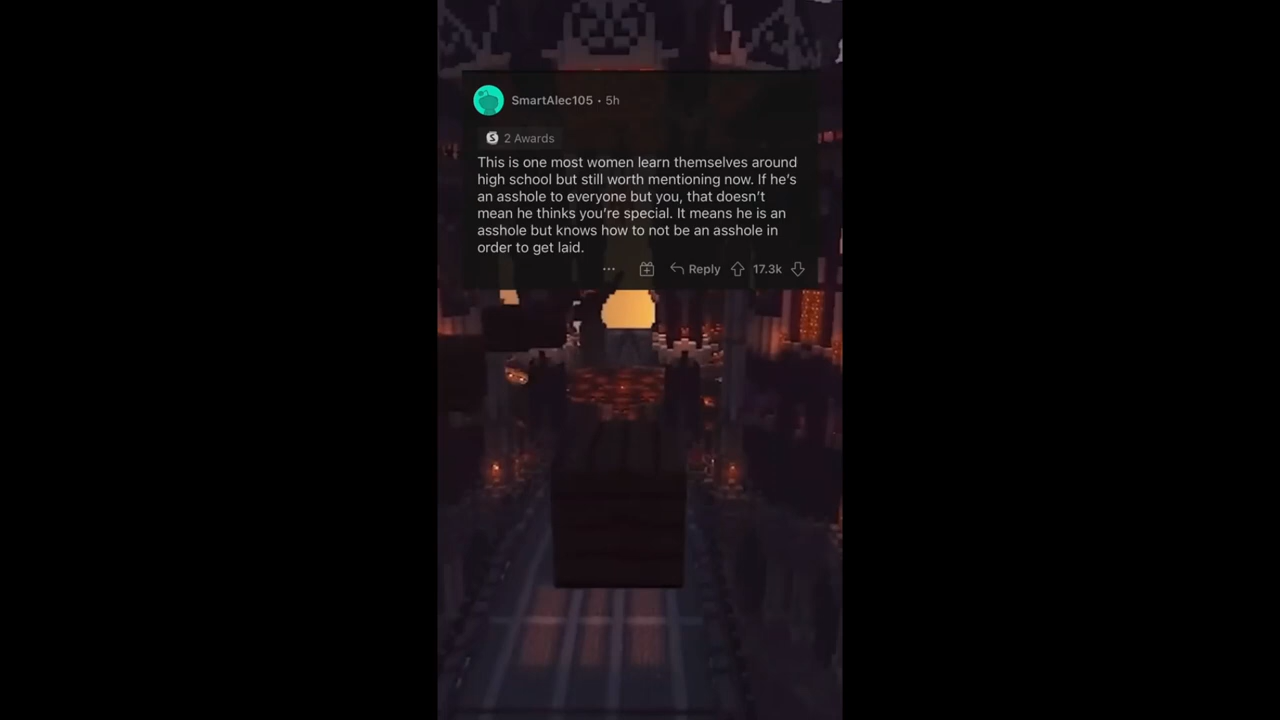 SmartAlec105 • 5h
2 Awards
This is one most women learn themselves around
high school but still worth mentioning now. If he’s
an asshole to everyone but you, that doesn’t
mean he thinks you’re special. It means he is an
asshole but knows how to not be an asshole in
order to get laid.
Reply 17.3k